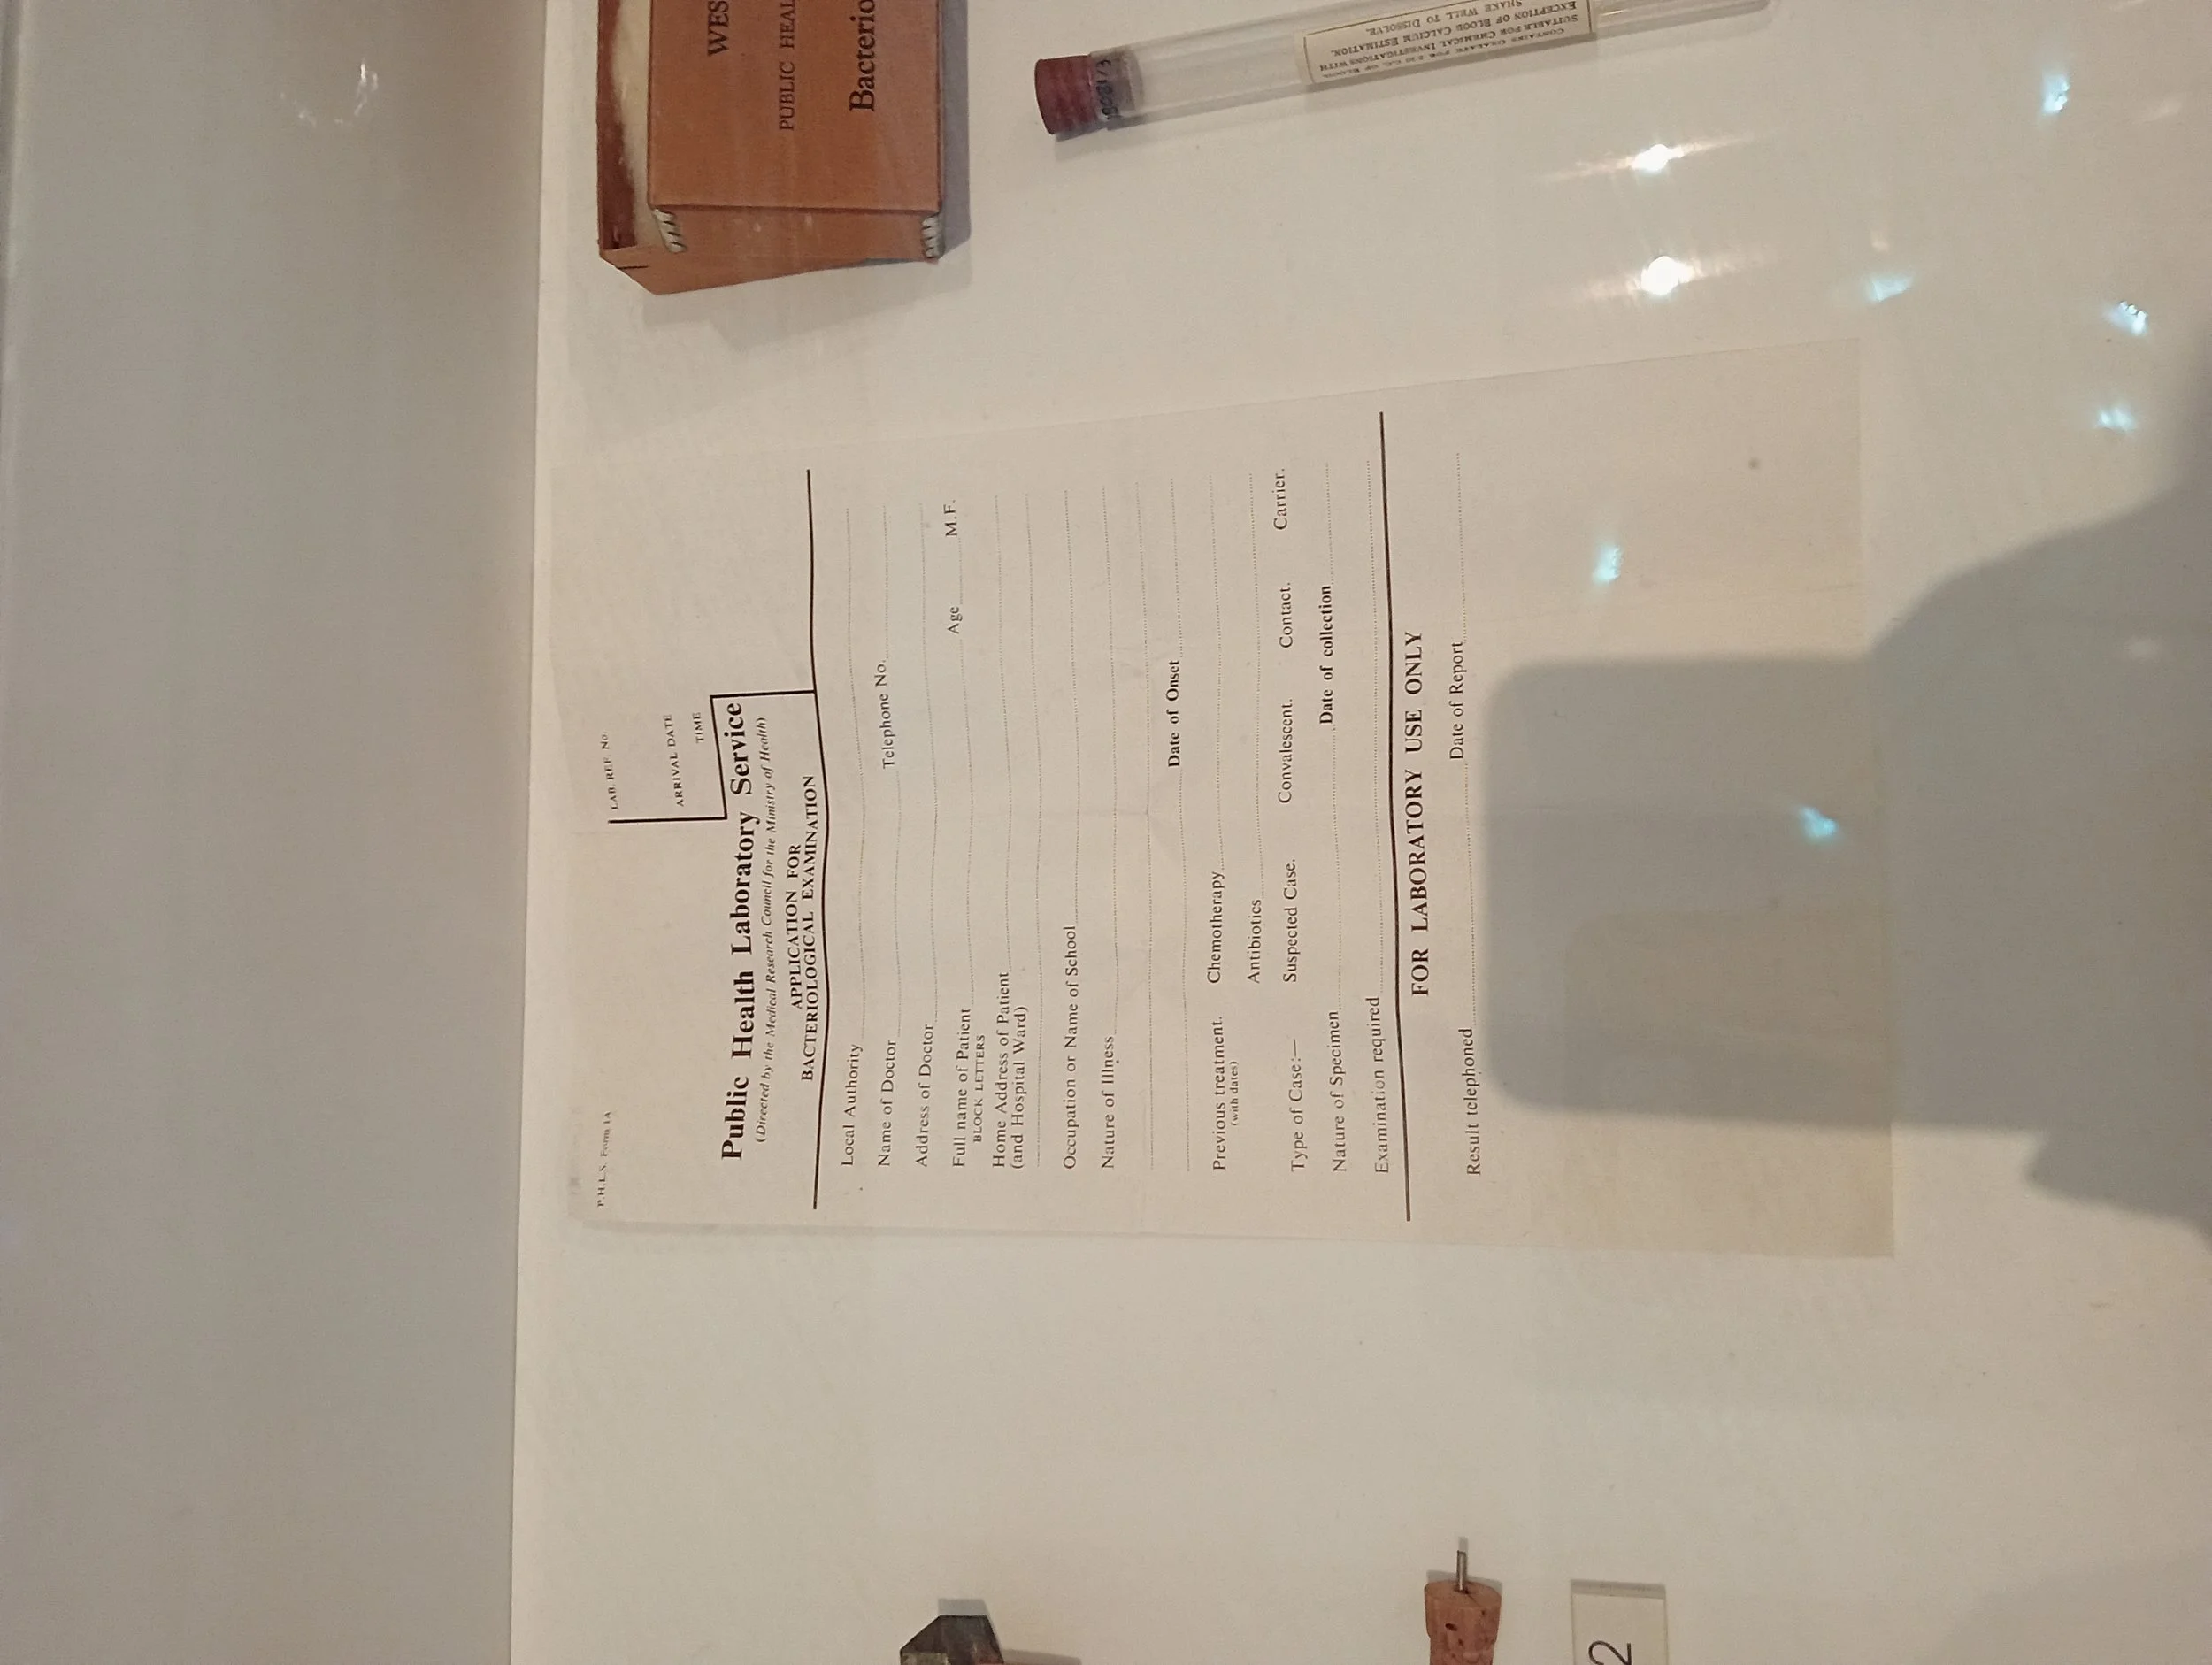 P.H.L.S. Form 1A
LAB. REF. No.
ARRIVAL DATE
TIME
Public Health Laboratory Service
(Directed by the Medical Research Council for the Ministry of Health)
APPLICATION FOR
BACTERIOLOGICAL EXAMINATION
Local Authority
Name of Doctor Telephone No.
Address of Doctor
Full name of Patient Age M.F.
BLOCK LETTERS
Home Address of Patient
(and Hospital Ward)
Occupation or Name of School
Nature of Illness
Date of Onset
Previous treatment. Chemotherapy
(with dates)
Antibiotics
Type of Case:— Suspected Case. Convalescent. Contact. Carrier.
Nature of Specimen Date of collection
Examination required
FOR LABORATORY USE ONLY
Result telephoned Date of Report
WES
PUBLIC HEAL
Bacterio
SUITABLE FOR CHEMICAL INVESTIGATIONS WITH
EXCEPTION OF BLOOD CALCIUM ESTIMATION.
SHAKE WELL TO DISSOLVE.
2